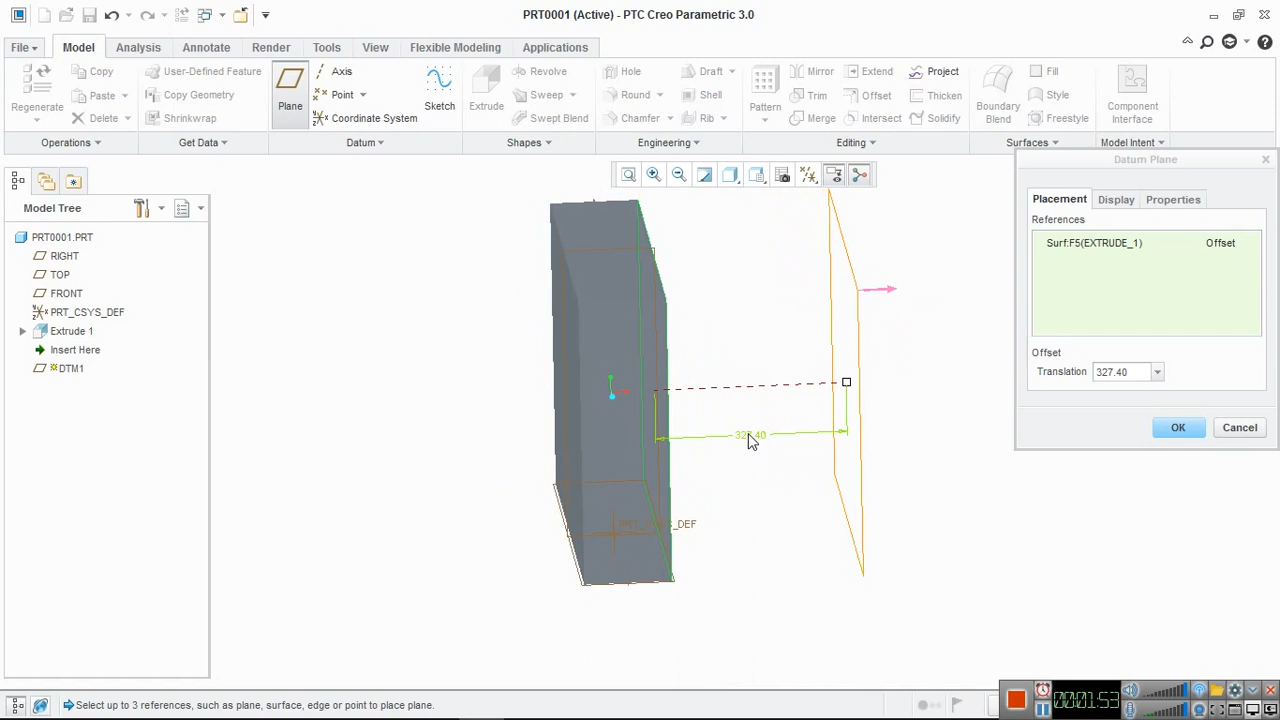 PRT0001 (Active) - PTC Creo Parametric 3.0
File Model Analysis Annotate Render Tools View Flexible Modeling Applications
Regenerate
Copy
Paste
Delete
Operations
User-Defined Feature
Copy Geometry
Shrinkwrap
Get Data
Plane
Axis
Point
Coordinate System
Sketch
Datum
Extrude
Revolve
Sweep
Swept Blend
Shapes
Hole
Round
Chamfer
Draft
Shell
Rib
Engineering
Pattern
Mirror
Trim
Merge
Extend
Offset
Intersect
Project
Thicken
Solidify
Editing
Boundary
Blend
Fill
Style
Freestyle
Surfaces
Component
Interface
Model Intent
Model Tree
PRT0001.PRT
RIGHT
TOP
FRONT
PRT_CSYS_DEF
Extrude 1
Insert Here
DTM1
327.40
PRT_CSYS_DEF
Datum Plane
Placement Display Properties
References
Surf:F5(EXTRUDE_1) Offset
Offset
Translation 327.40
OK Cancel
Select up to 3 references, such as plane, surface, edge or point to place plane.
00:01:53